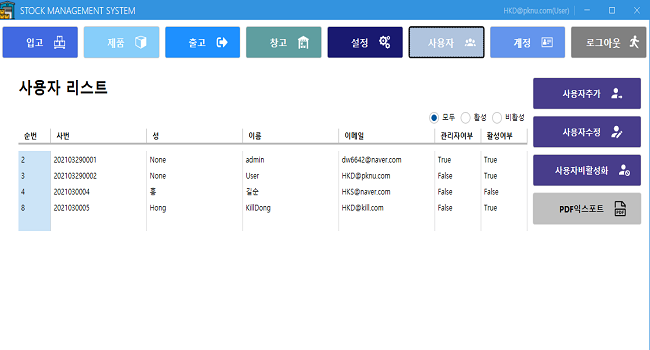 STOCK MANAGEMENT SYSTEM HKD@pknu.com(User)
입고 제품 출고 창고 설정 사용자 계정 로그아웃
사용자 리스트
사용자추가
모두 활성 비활성
사용자수정
순번 사번 성 이름 이메일 관리자여부 활성여부
2 202103290001 None admin dw6642@naver.com True True
3 202103290002 None User HKD@pknu.com False True
사용자비활성화
4 2021030004 홍 길순 HKS@naver.com False False
8 2021030005 Hong KillDong HKD@kill.com False True
PDF익스포트
PDF